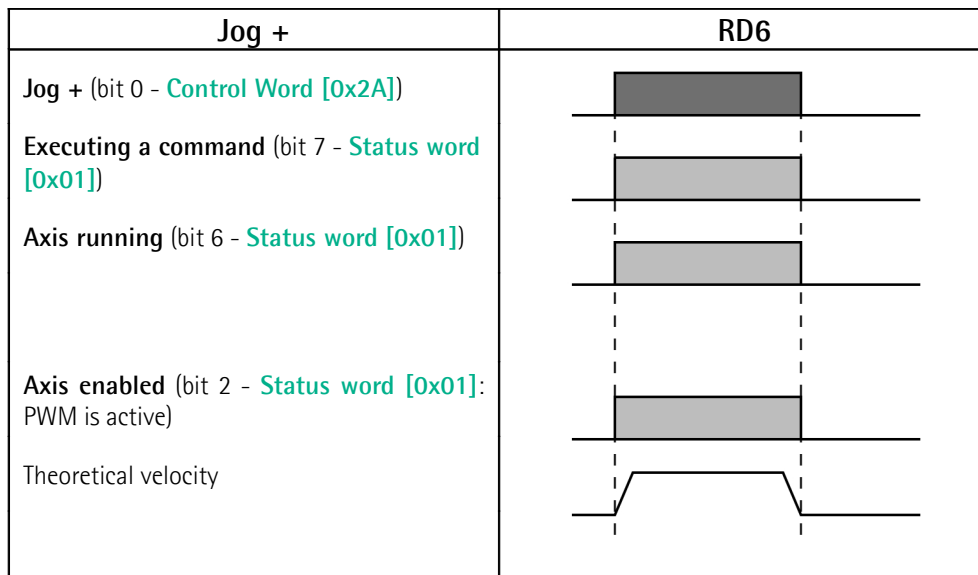 Jog +
RD6
Jog + (bit 0 - Control Word [0x2A])
Executing a command (bit 7 - Status word
[0x01])
Axis running (bit 6 - Status word [0x01])
Axis enabled (bit 2 - Status word [0x01]:
PWM is active)
Theoretical velocity